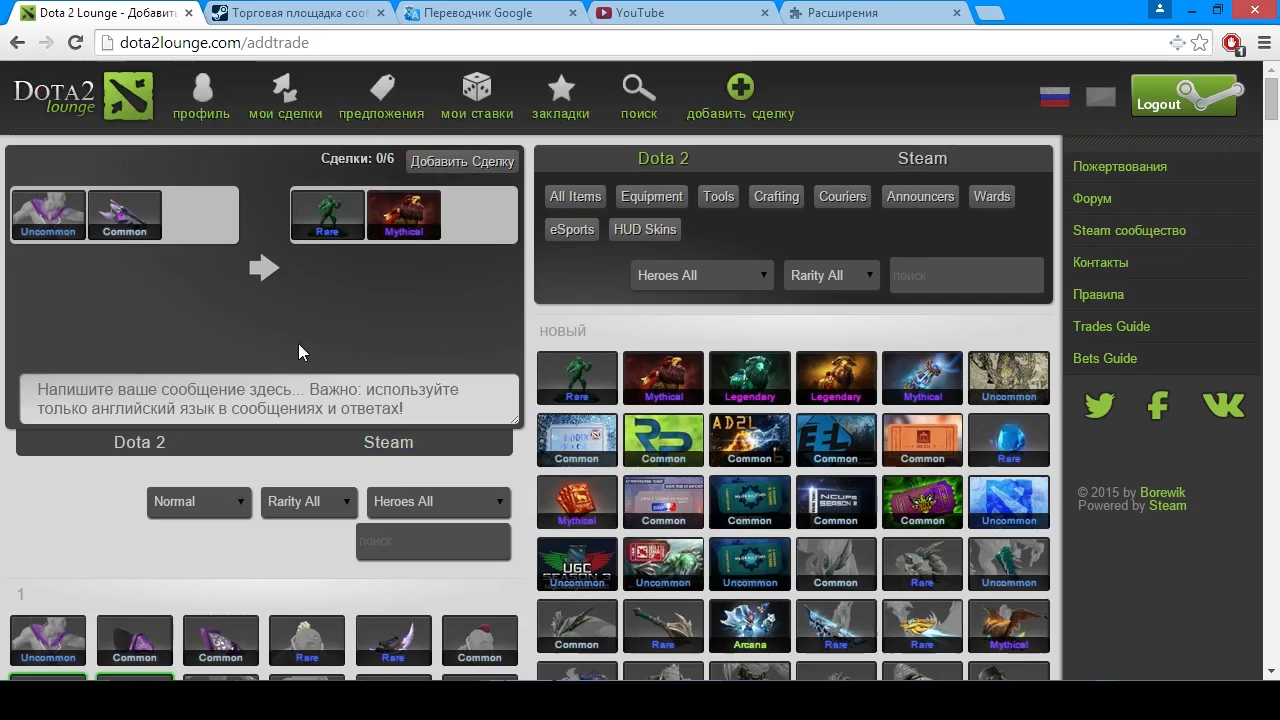 Dota 2 Lounge - Добавить
Торговая площадка соо
Переводчик Google
YouTube
Расширения
dota2lounge.com/addtrade
1
DOTA2
lounge
профиль
мои сделки
предложения
мои ставки
закладки
поиск
добавить сделку
Logout
Сделки: 0/6
Добавить Сделку
Uncommon
Common
Rare
Mythical
Напишите ваше сообщение здесь... Важно: используйте
только английский язык в сообщениях и ответах!
Dota 2
Steam
Normal
Rarity All
Heroes All
поиск
1
Uncommon
Common
Common
Rare
Rare
Common
Dota 2
Steam
All Items
Equipment
Tools
Crafting
Couriers
Announcers
Wards
eSports
HUD Skins
Heroes All
Rarity All
поиск
новый
Rare
Mythical
Legendary
Legendary
Mythical
Uncommon
Common
Common
AD2L
Common
Common
Common
Rare
Mythical
Common
Common
Common
Common
Uncommon
UGC
Uncommon
Uncommon
Uncommon
Common
Rare
Uncommon
Common
Rare
Arcana
Rare
Rare
Mythical
Пожертвования
Форум
Steam сообщество
Контакты
Правила
Trades Guide
Bets Guide
© 2015 by Borewik
Powered by Steam